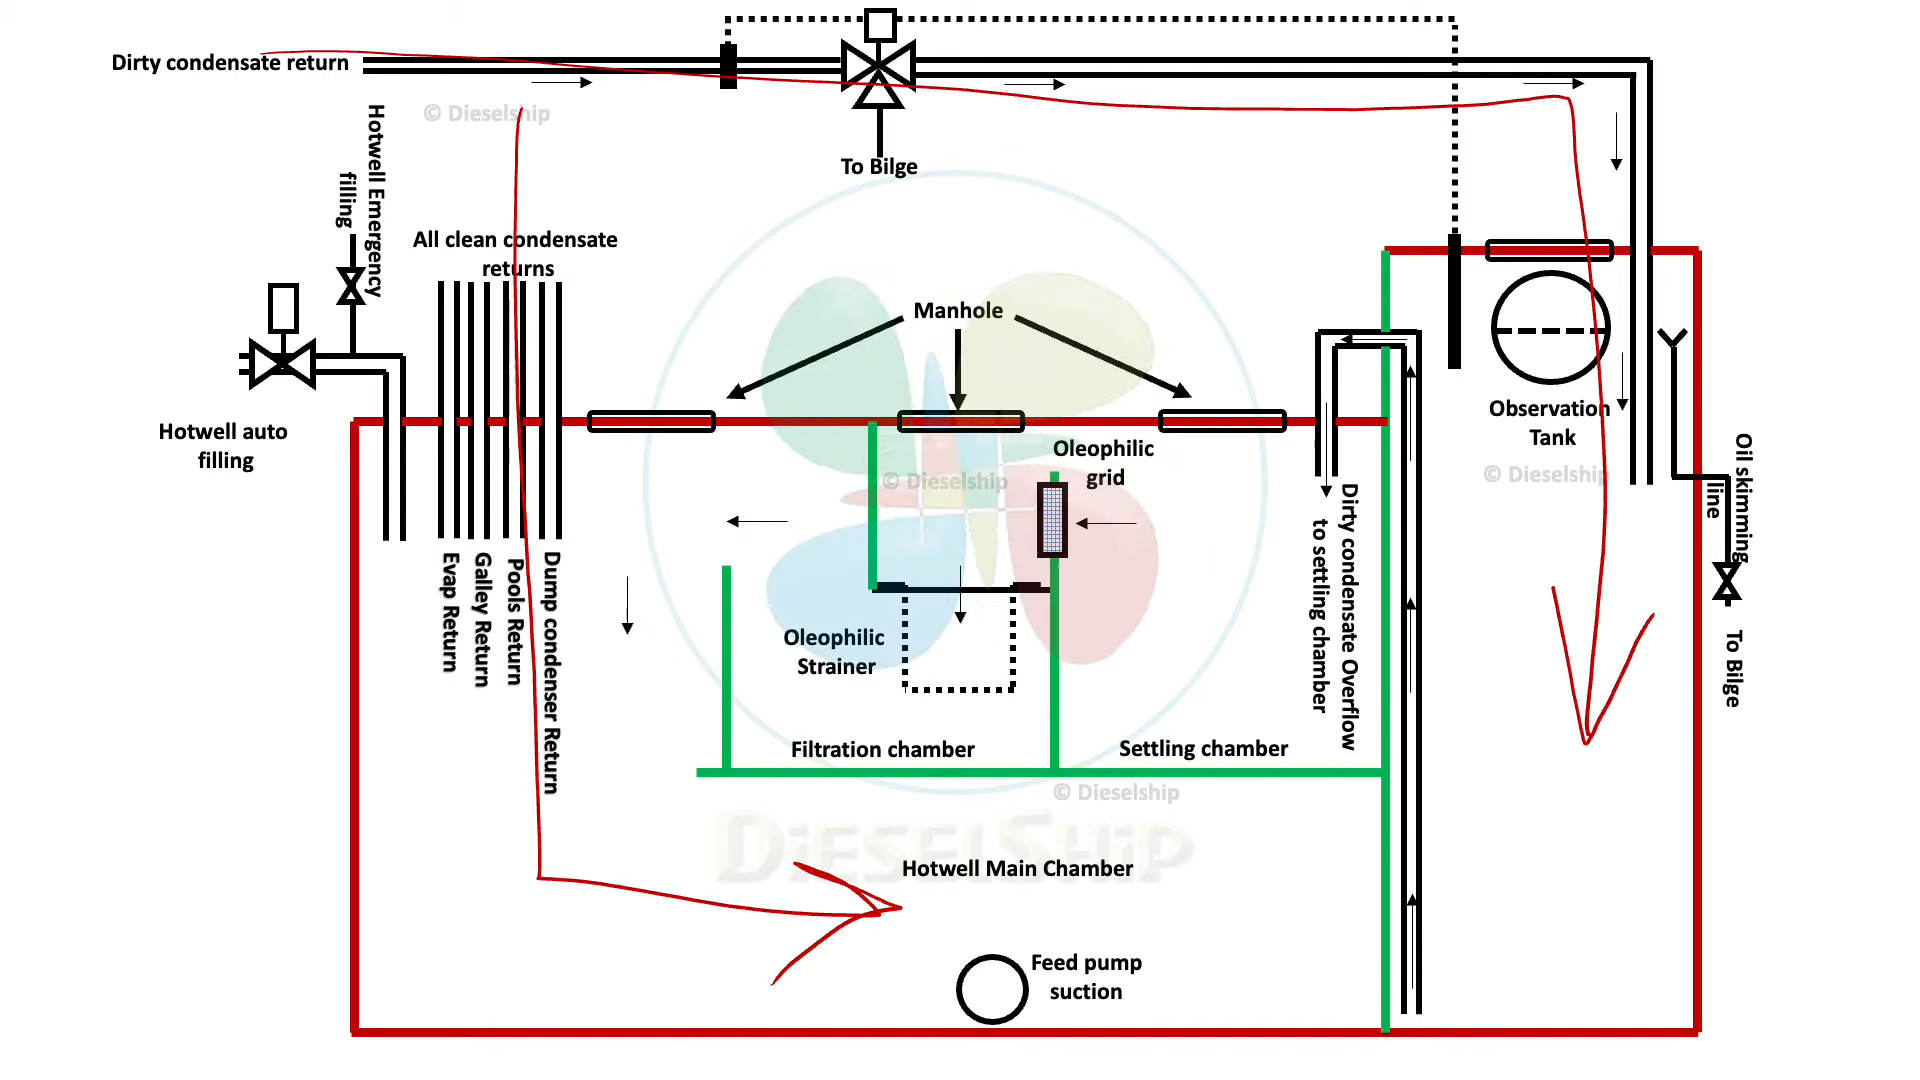 Dirty condensate return
© Dieselship
To Bilge
Hotwell Emergency
filling
All clean condensate
returns
Manhole
Hotwell auto
filling
Oleophilic
grid
© Dieselship
Observation
Tank
© Dieselship
Oil skimming
line
Dirty condensate Overflow
to settling chamber
Evap Return
Galley Return
Pools Return
Dump condenser Return
Oleophilic
Strainer
To Bilge
Filtration chamber
Settling chamber
© Dieselship
DIESELSHIP
Hotwell Main Chamber
Feed pump
suction